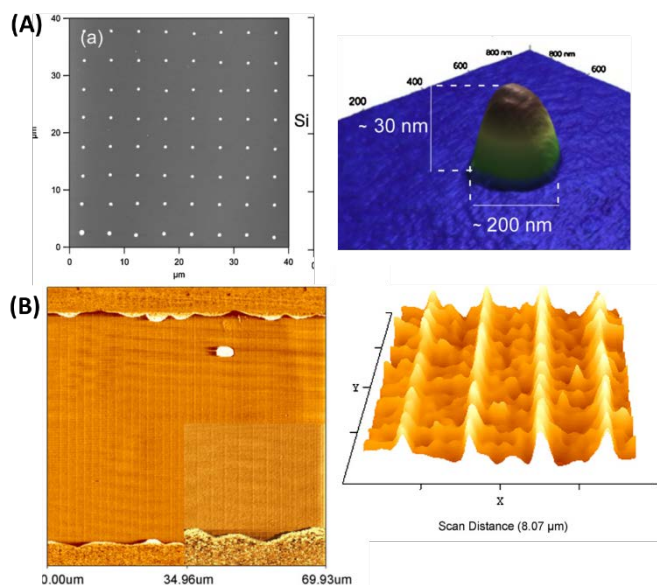 (A)
40
30
20
10
0
µm
(a)
0
10
20
30
40
µm
Si
200
400
600
800 nm
800 nm
600
~ 30 nm
~ 200 nm
(B)
0.00um
34.96um
69.93um
Y
X
Scan Distance (8.07 µm)